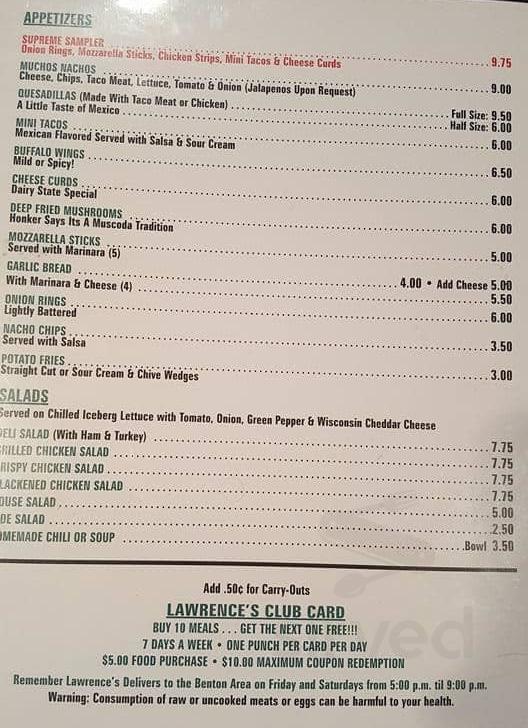 APPETIZERS
SUPREME SAMPLER 9.75
Onion Rings, Mozzarella Sticks, Chicken Strips, Mini Tacos & Cheese Curds
MUCHOS NACHOS 9.00
Cheese, Chips, Taco Meat, Lettuce, Tomato & Onion (Jalapenos Upon Request)
QUESADILLAS (Made With Taco Meat or Chicken) Full Size: 9.50
A Little Taste of Mexico Half Size: 6.00
MINI TACOS 6.00
Mexican Flavored Served with Salsa & Sour Cream
BUFFALO WINGS 6.50
Mild or Spicy!
CHEESE CURDS 6.00
Dairy State Special
DEEP FRIED MUSHROOMS 6.00
Honker Says Its A Muscoda Tradition
MOZZARELLA STICKS 5.00
Served with Marinara (5)
GARLIC BREAD 4.00 • Add Cheese 5.00
With Marinara & Cheese (4) 5.50
ONION RINGS 6.00
Lightly Battered
NACHO CHIPS 3.50
Served with Salsa
POTATO FRIES 3.00
Straight Cut or Sour Cream & Chive Wedges
SALADS
Served on Chilled Iceberg Lettuce with Tomato, Onion, Green Pepper & Wisconsin Cheddar Cheese
DELI SALAD (With Ham & Turkey) 7.75
RILLED CHICKEN SALAD 7.75
RISPY CHICKEN SALAD 7.75
LACKENED CHICKEN SALAD 7.75
OUSE SALAD 5.00
DE SALAD 2.50
OMEMADE CHILI OR SOUP Bowl 3.50
Add .50¢ for Carry-Outs
LAWRENCE'S CLUB CARD
BUY 10 MEALS . . . GET THE NEXT ONE FREE!!!
7 DAYS A WEEK • ONE PUNCH PER CARD PER DAY
$5.00 FOOD PURCHASE • $10.00 MAXIMUM COUPON REDEMPTION
Remember Lawrence's Delivers to the Benton Area on Friday and Saturdays from 5:00 p.m. til 9:00 p.m.
Warning: Consumption of raw or uncooked meats or eggs can be harmful to your health.